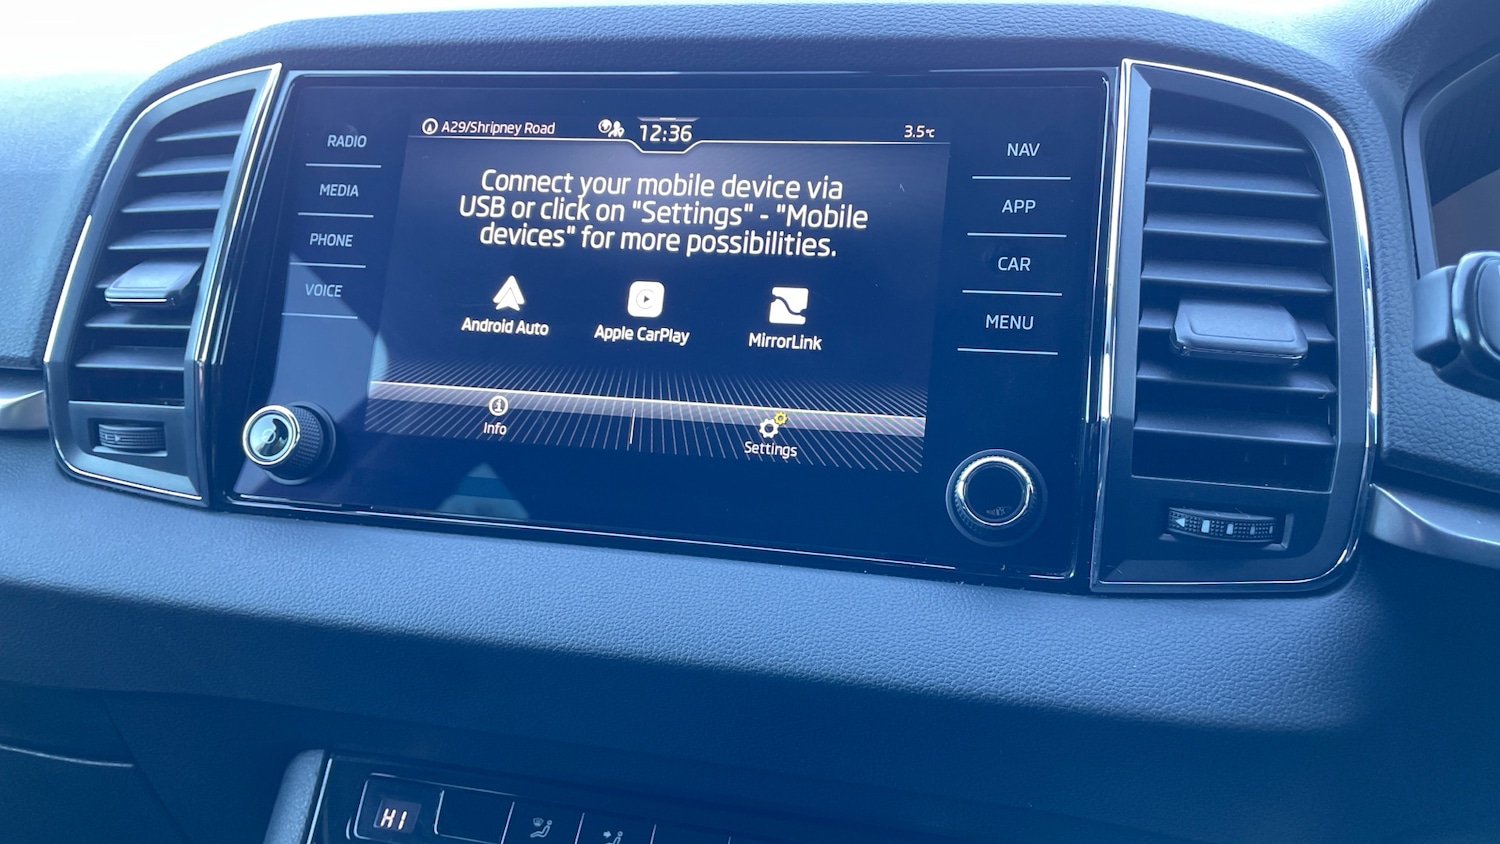 RADIO
MEDIA
PHONE
VOICE
A29/Shripney Road
12:36
3.5°C
Connect your mobile device via
USB or click on "Settings" - "Mobile
devices" for more possibilities.
Android Auto
Apple CarPlay
MirrorLink
Info
Settings
NAV
APP
CAR
MENU
HI